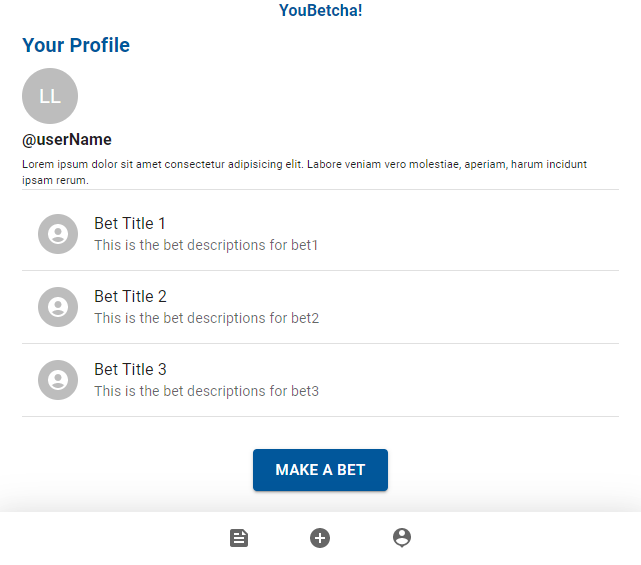 YouBetcha!
Your Profile
LL
@userName
Lorem ipsum dolor sit amet consectetur adipisicing elit. Labore veniam vero molestiae, aperiam, harum incidunt
ipsam rerum.
Bet Title 1
This is the bet descriptions for bet1
Bet Title 2
This is the bet descriptions for bet2
Bet Title 3
This is the bet descriptions for bet3
MAKE A BET